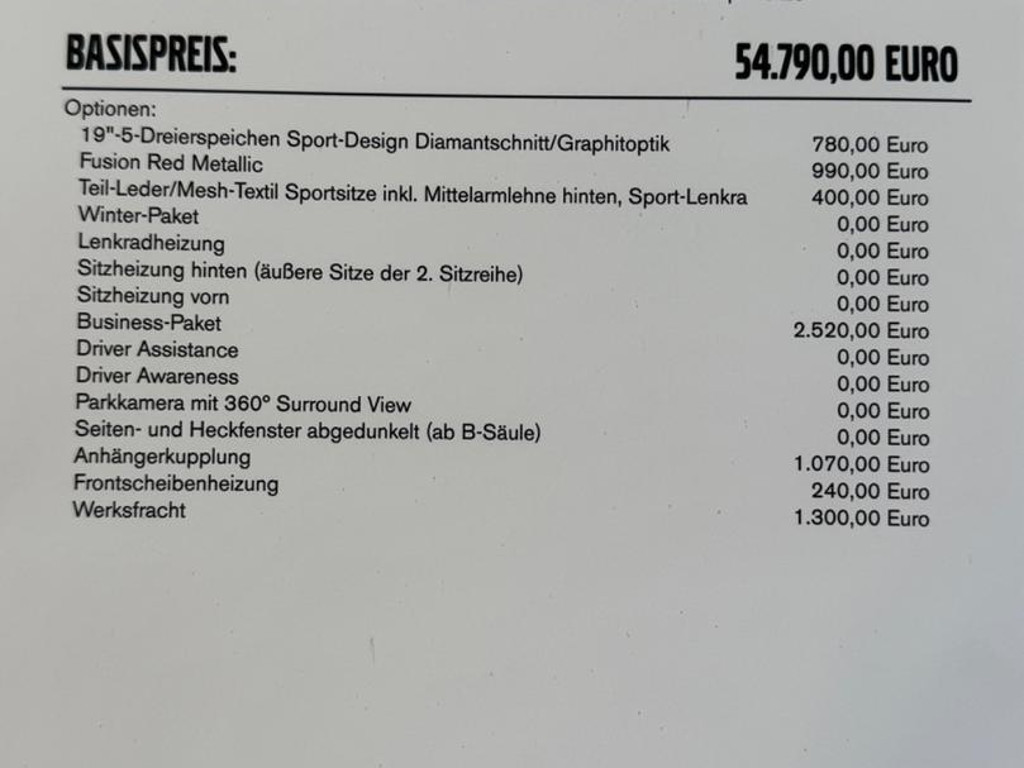 BASISPREIS: 54.790,00 EURO
Optionen:
19"-5-Dreierspeichen Sport-Design Diamantschnitt/Graphitoptik 780,00 Euro
Fusion Red Metallic 990,00 Euro
Teil-Leder/Mesh-Textil Sportsitze inkl. Mittelarmlehne hinten, Sport-Lenkra 400,00 Euro
Winter-Paket 0,00 Euro
Lenkradheizung 0,00 Euro
Sitzheizung hinten (äußere Sitze der 2. Sitzreihe) 0,00 Euro
Sitzheizung vorn 0,00 Euro
Business-Paket 2.520,00 Euro
Driver Assistance 0,00 Euro
Driver Awareness 0,00 Euro
Parkkamera mit 360° Surround View 0,00 Euro
Seiten- und Heckfenster abgedunkelt (ab B-Säule) 0,00 Euro
Anhängerkupplung 1.070,00 Euro
Frontscheibenheizung 240,00 Euro
Werksfracht 1.300,00 Euro